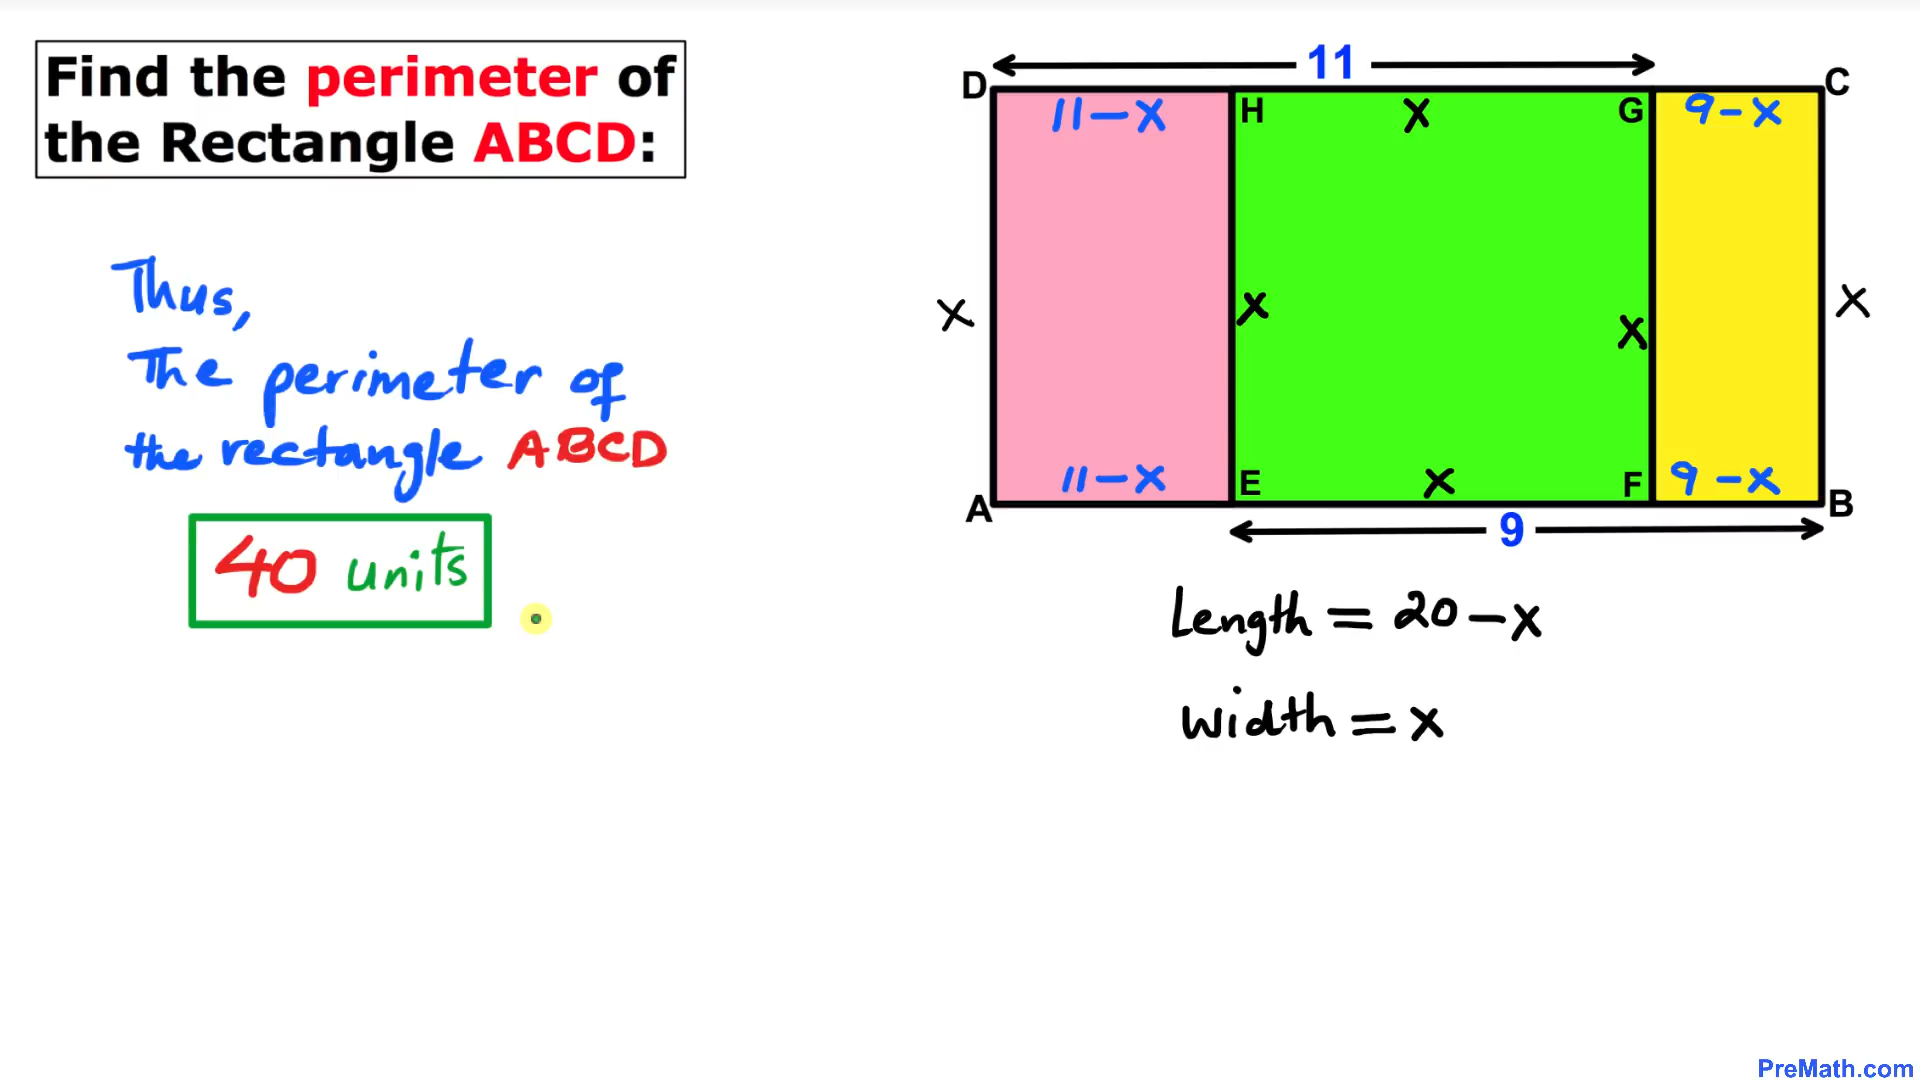 Find the perimeter of
the Rectangle ABCD:
11
D
C
11-x
H
x
G
9-x
x
x
x
x
A
11-x
E
x
F
9-x
B
9
Thus,
The perimeter of
the rectangle ABCD
40 units
Length = 20-x
width = x
PreMath.com